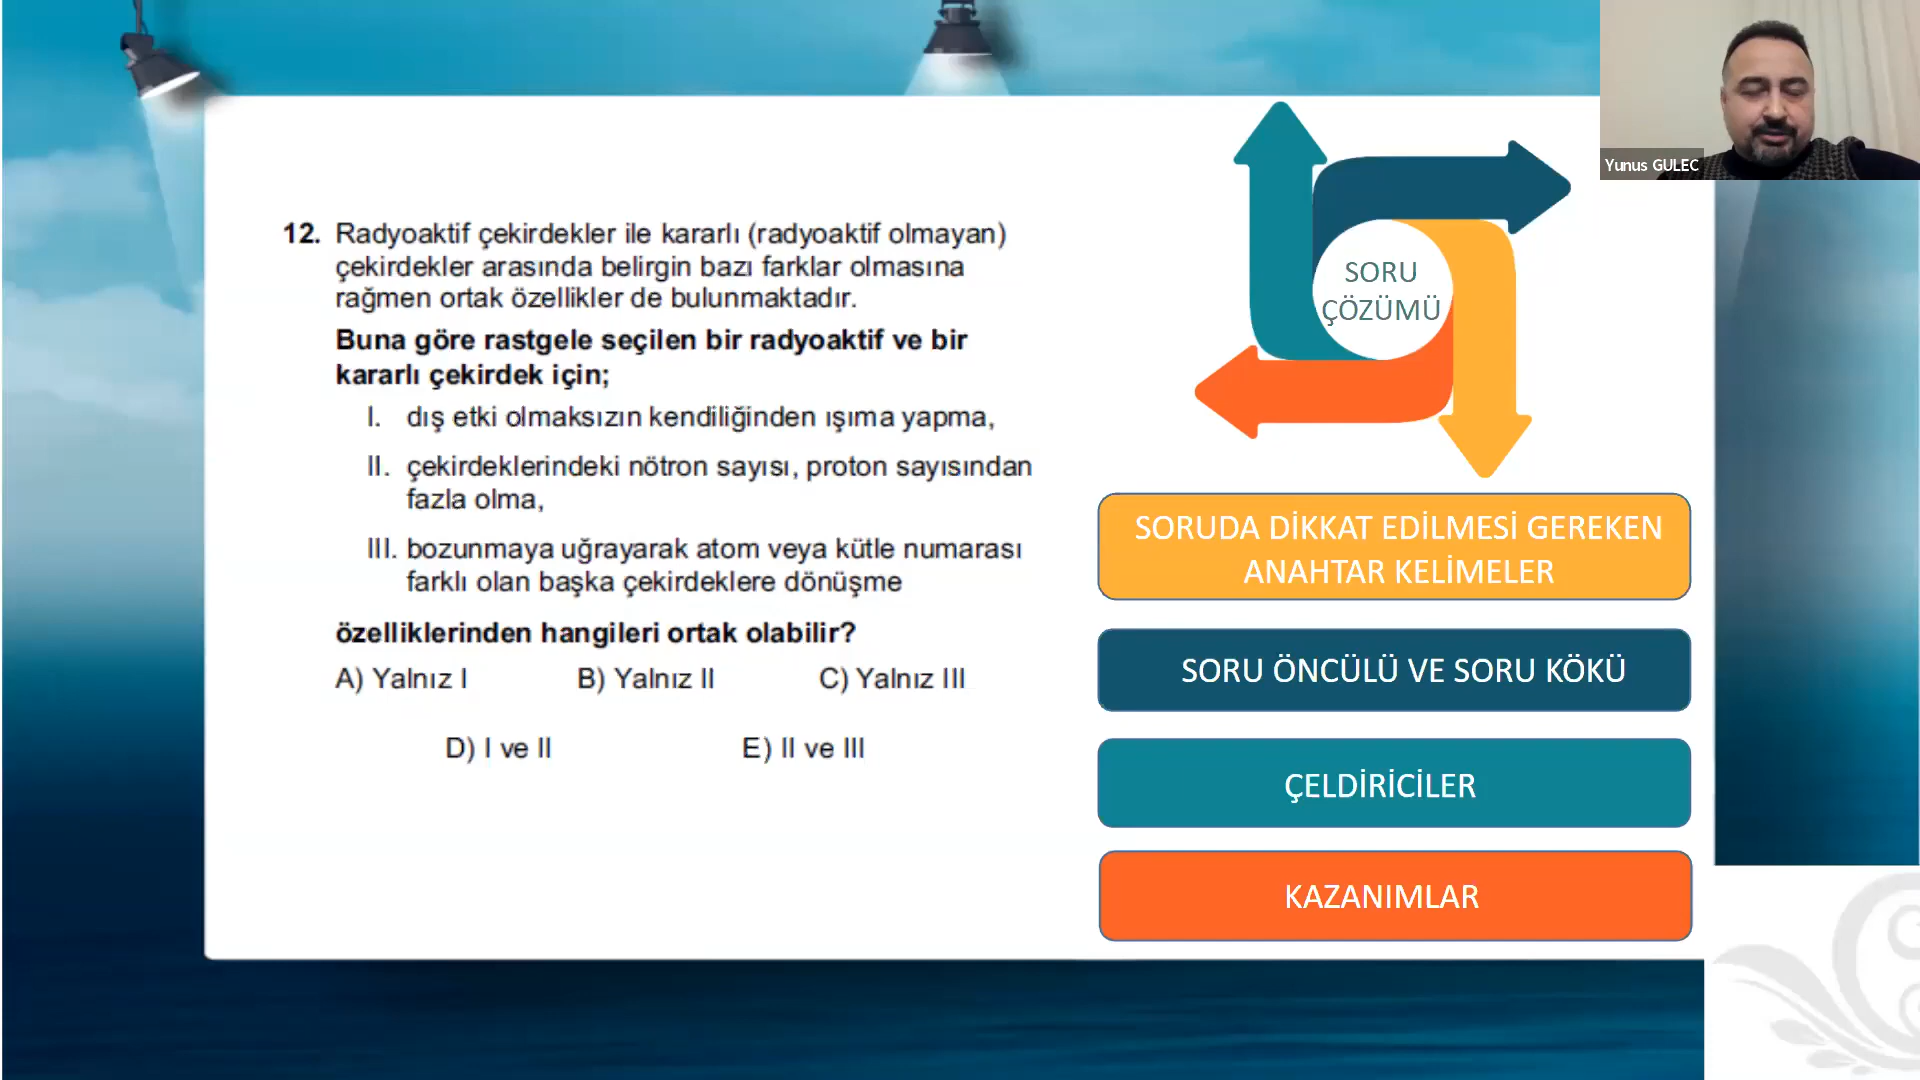 12. Radyoaktif çekirdekler ile kararlı (radyoaktif olmayan)
çekirdekler arasında belirgin bazı farklar olmasına
rağmen ortak özellikler de bulunmaktadır.
Buna göre rastgele seçilen bir radyoaktif ve bir
kararlı çekirdek için;
I. dış etki olmaksızın kendiliğinden ışıma yapma,
II. çekirdeklerindeki nötron sayısı, proton sayısından
fazla olma,
III. bozunmaya uğrayarak atom veya kütle numarası
farklı olan başka çekirdeklere dönüşme
özelliklerinden hangileri ortak olabilir?
A) Yalnız I B) Yalnız II C) Yalnız III
D) I ve II E) II ve III
SORU
ÇÖZÜMÜ
SORUDA DİKKAT EDİLMESİ GEREKEN
ANAHTAR KELİMELER
SORU ÖNCÜLÜ VE SORU KÖKÜ
ÇELDİRİCİLER
KAZANIMLAR
Yunus GULEC